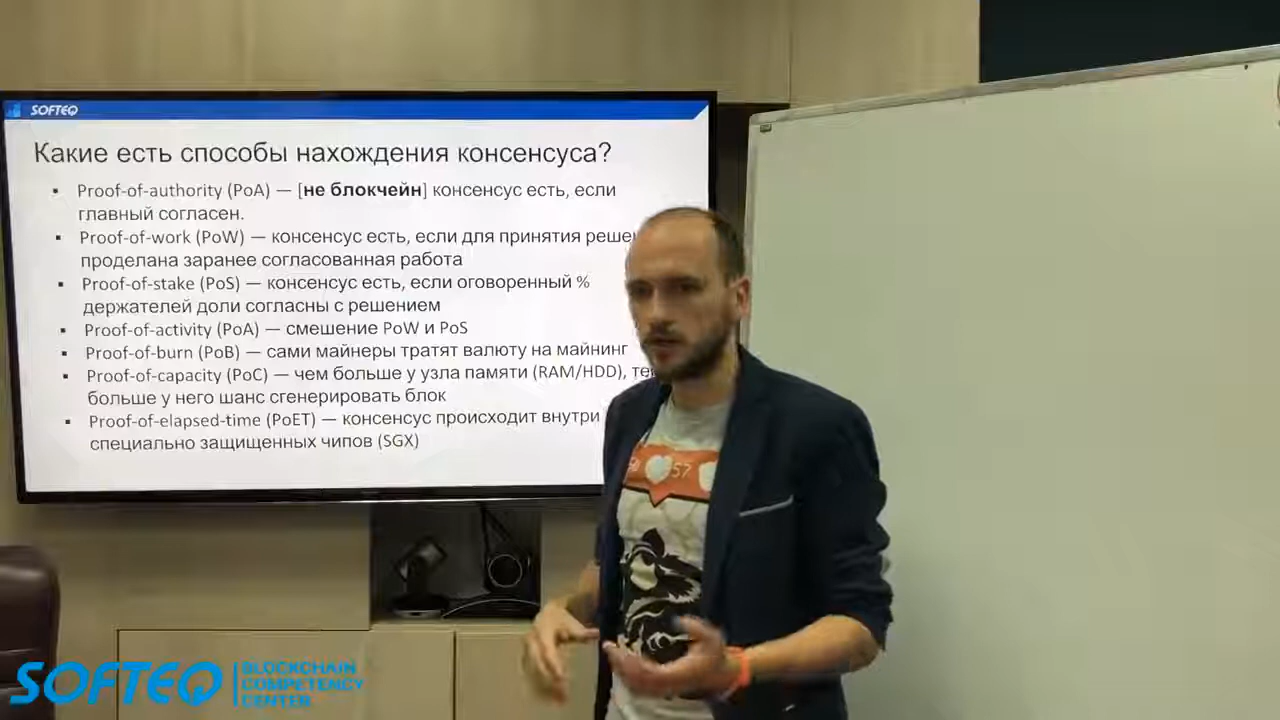 SOFTEQ
Какие есть способы нахождения консенсуса?
▪ Proof-of-authority (PoA) — [не блокчейн] консенсус есть, если
главный согласен.
▪ Proof-of-work (PoW) — консенсус есть, если для принятия
проделана заранее согласованная работа
▪ Proof-of-stake (PoS) — консенсус есть, если оговоренный %
держателей доли согласны с решением
▪ Proof-of-activity (PoA) — смешение PoW и PoS
▪ Proof-of-burn (PoB) — сами майнеры тратят валюту на майнинг
▪ Proof-of-capacity (PoC) — чем больше у узла памяти (RAM/HDD),
больше у него шанс сгенерировать блок
▪ Proof-of-elapsed-time (PoET) — консенсус происходит внутри
специально защищенных чипов (SGX)
57
SOFTEQ
BLOCKCHAIN
COMPETENCY
CENTER